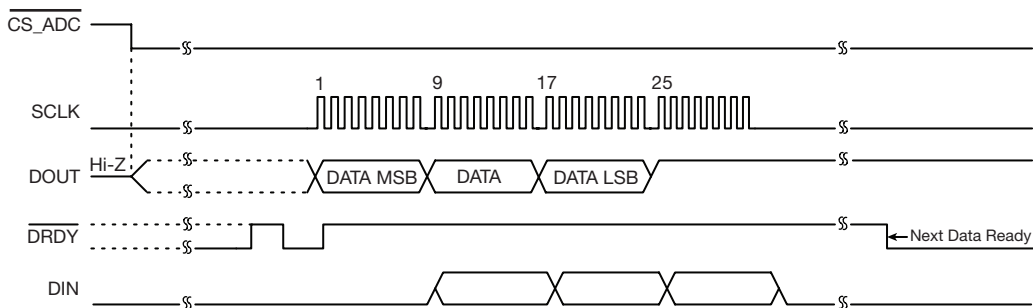 CS_ADC
1 9 17 25
SCLK
Hi-Z
DOUT DATA MSB DATA DATA LSB
DRDY Next Data Ready
DIN